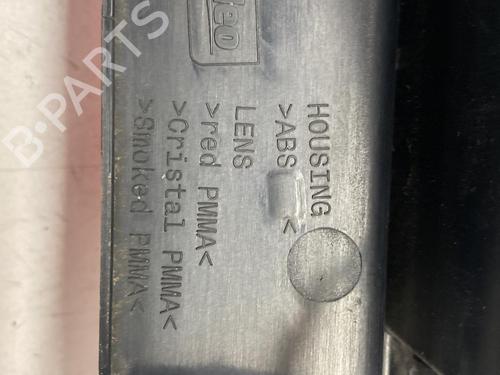 HOUSING
>ABS <
LENS
>red PMMA<
>Cristal PMMA<
>Smoked PMMA<
B-PARTS